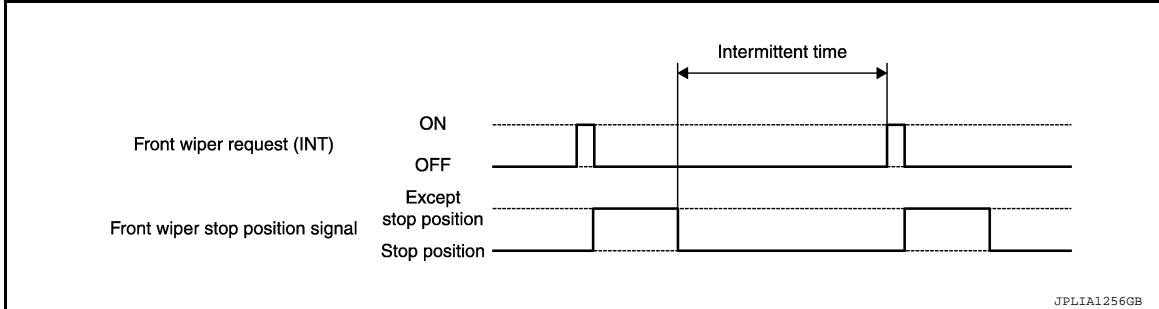 Intermittent time
ON
Front wiper request (INT)
OFF
Except
stop position
Front wiper stop position signal
Stop position
JPLIA1256GB